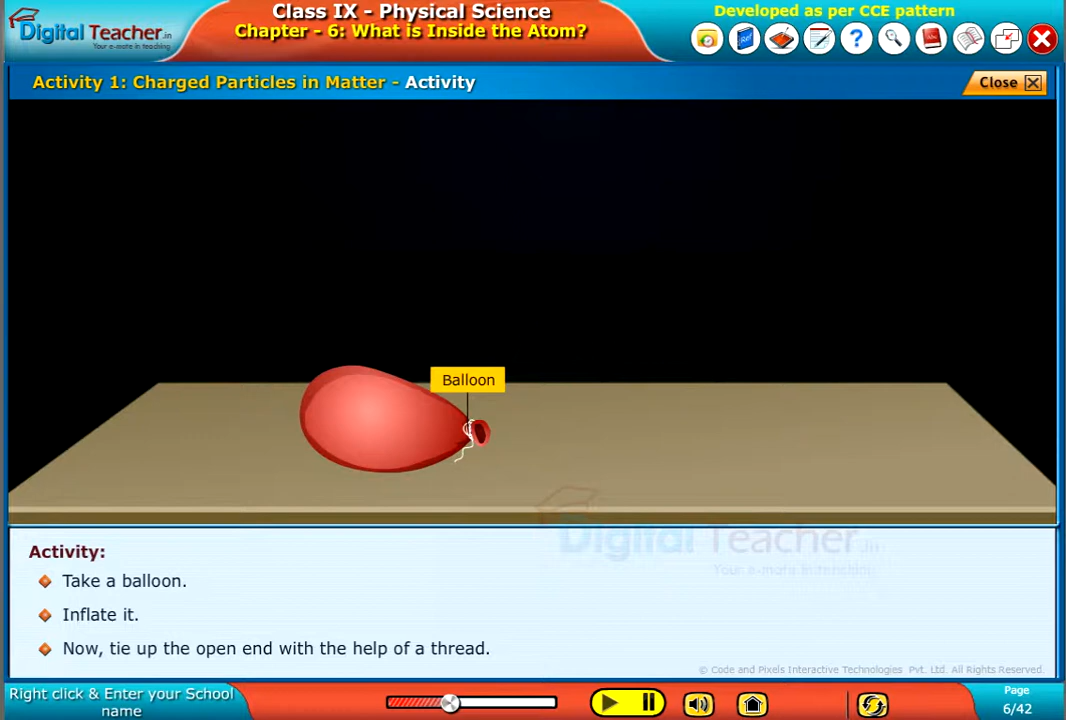 Digital Teacher.in
Your e-mate in teaching
Class IX - Physical Science
Chapter - 6: What is Inside the Atom?
Developed as per CCE pattern
Activity 1: Charged Particles in Matter - Activity
Close
Balloon
Digital Teacher.in
Your e-mate in teaching
Activity:
Take a balloon.
Inflate it.
Now, tie up the open end with the help of a thread.
© Code and Pixels Interactive Technologies Pvt. Ltd. All Rights Reserved.
Right click & Enter your School
name
Page
6/42